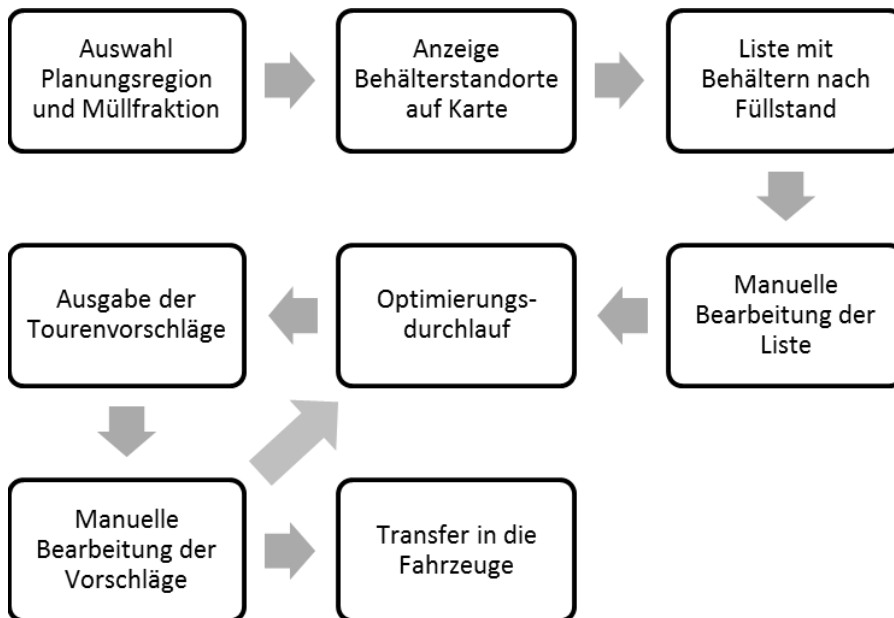 Auswahl
Planungsregion
und Müllfraktion
Anzeige
Behälterstandorte
auf Karte
Liste mit
Behältern nach
Füllstand
Manuelle
Bearbeitung der
Liste
Optimierungs-
durchlauf
Ausgabe der
Tourenvorschläge
Manuelle
Bearbeitung der
Vorschläge
Transfer in die
Fahrzeuge